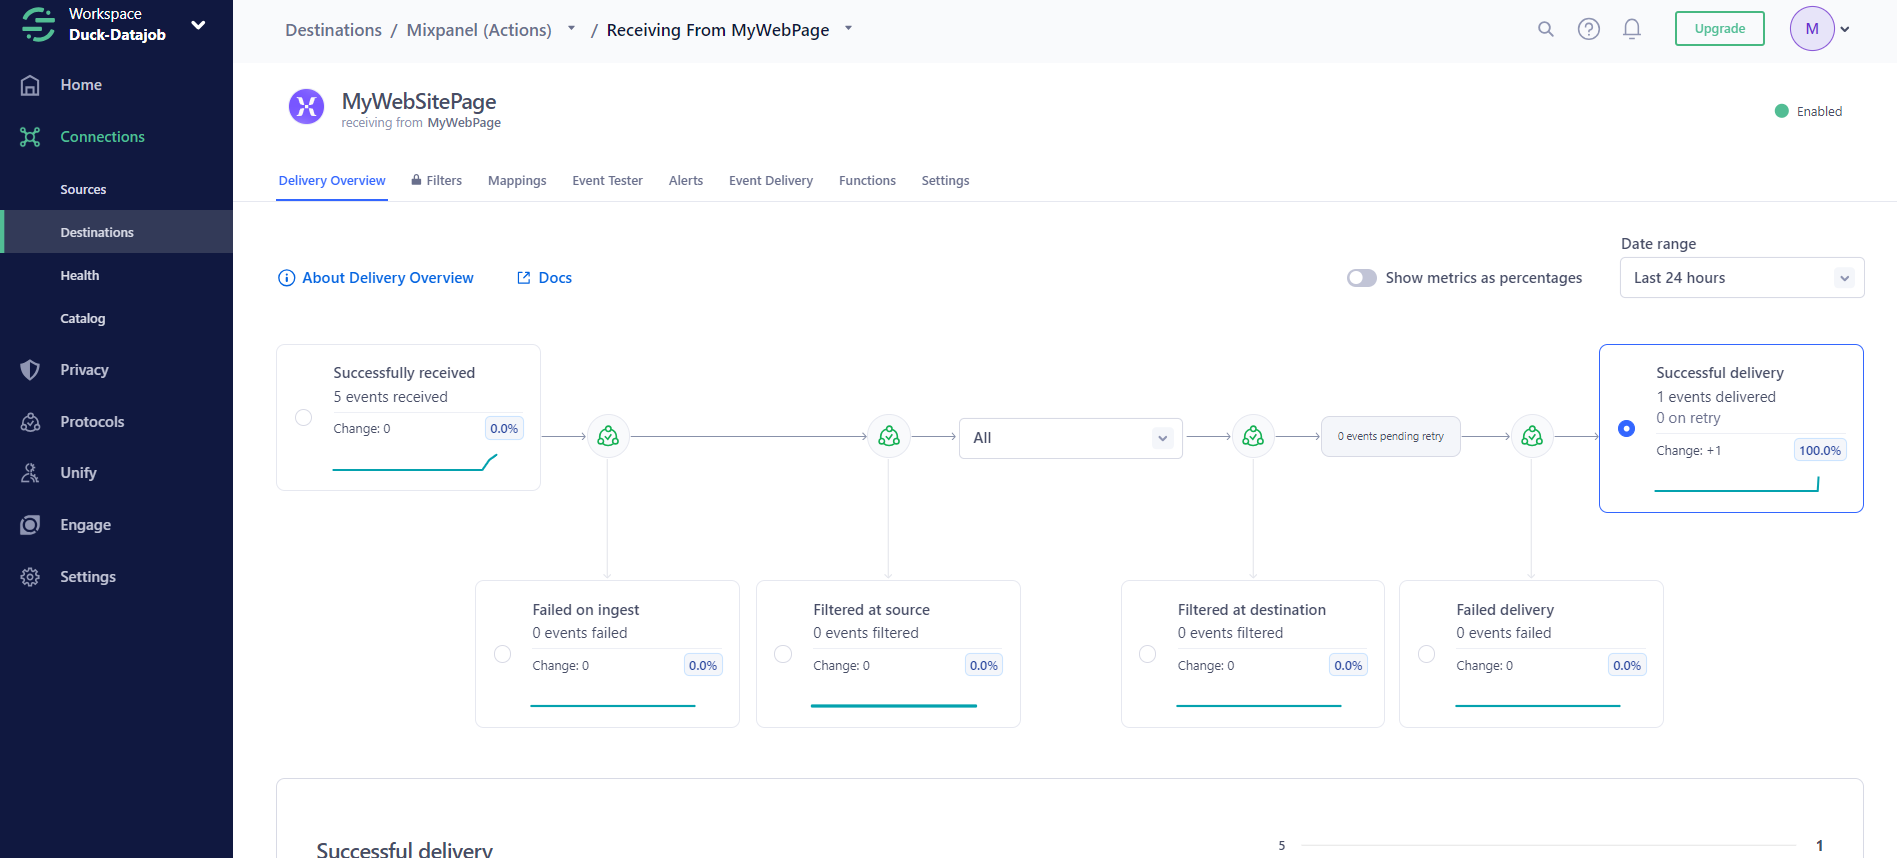 Workspace
Duck-Datajob
Home
Connections
Sources
Destinations
Health
Catalog
Privacy
Protocols
Unify
Engage
Settings
Destinations / Mixpanel (Actions) / Receiving From MyWebPage
Upgrade
M
MyWebSitePage
receiving from MyWebPage
Enabled
Delivery Overview Filters Mappings Event Tester Alerts Event Delivery Functions Settings
About Delivery Overview Docs
Show metrics as percentages
Date range
Last 24 hours
Successfully received
5 events received
Change: 0 0.0%
All
0 events pending retry
Successful delivery
1 events delivered
0 on retry
Change: +1 100.0%
Failed on ingest
0 events failed
Change: 0 0.0%
Filtered at source
0 events filtered
Change: 0 0.0%
Filtered at destination
0 events filtered
Change: 0 0.0%
Failed delivery
0 events failed
Change: 0 0.0%
Successful delivery
5 1